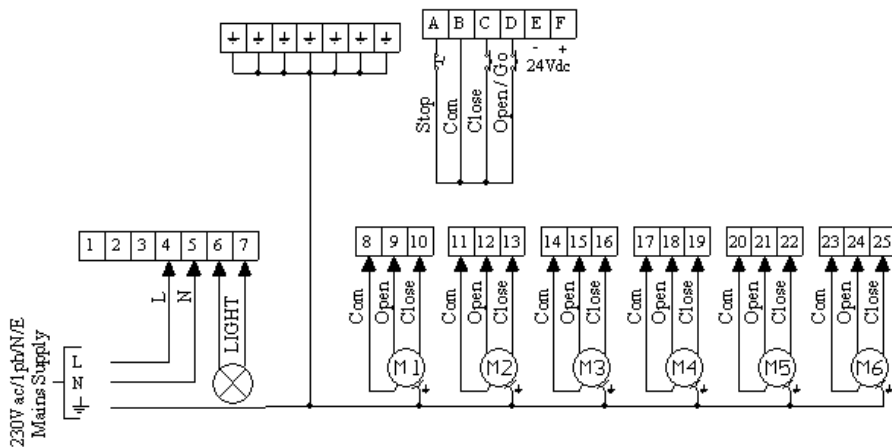 A B C D E F
- +
24Vdc
Stop
Com
Close
Open/Go
1 2 3 4 5 6 7
8 9 10
11 12 13
14 15 16
17 18 19
20 21 22
23 24 25
L
N
LIGHT
Com
Open
Close
Com
Open
Close
Com
Open
Close
Com
Open
Close
Com
Open
Close
Com
Open
Close
230V ac/1ph/N/E
Mains Supply
L
N
M1
M2
M3
M4
M5
M6